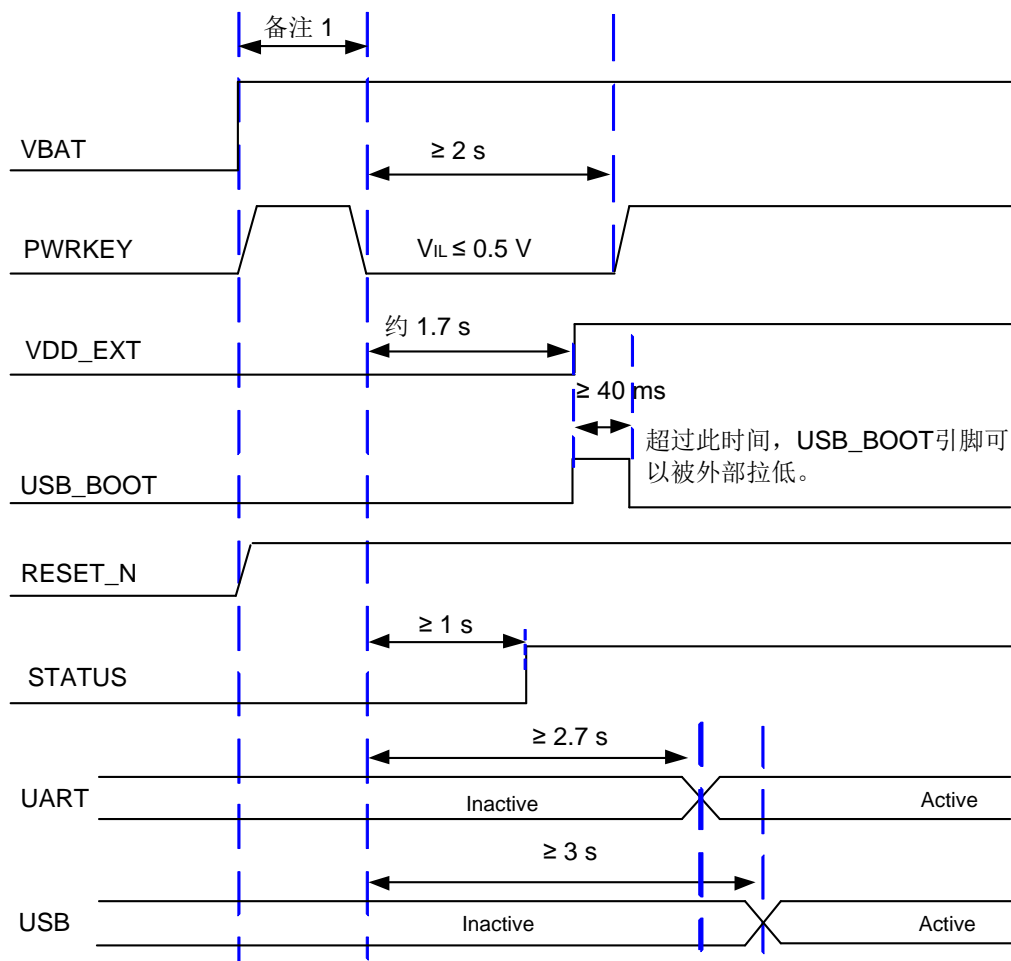 备注 1
VBAT
≥ 2 s
PWRKEY
VIL ≤ 0.5 V
约 1.7 s
VDD_EXT
≥ 40 ms
超过此时间，USB_BOOT引脚可
以被外部拉低。
USB_BOOT
RESET_N
≥ 1 s
STATUS
≥ 2.7 s
UART
Inactive
Active
≥ 3 s
USB
Inactive
Active